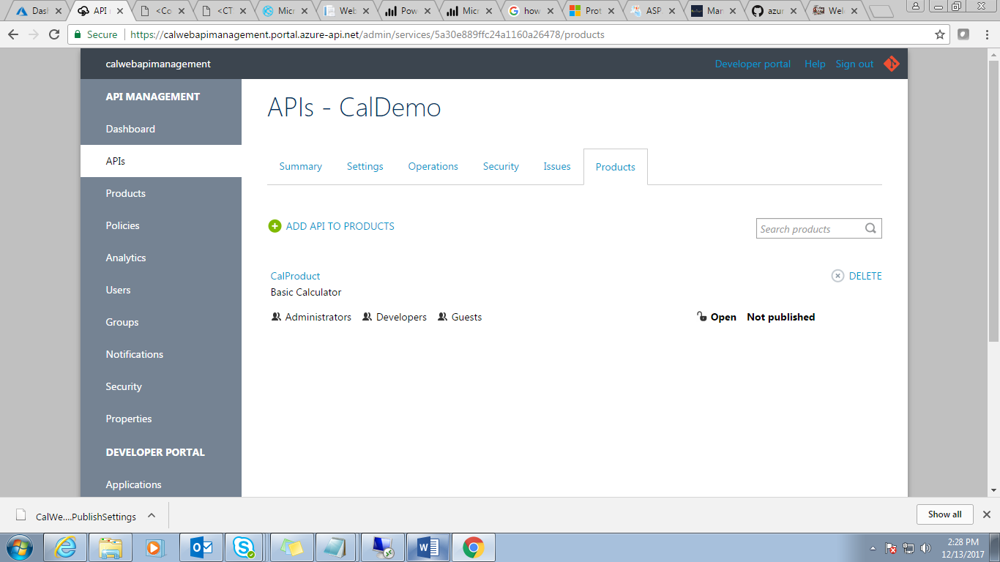 Dash
API
<Co
<CT
Micr
Web
Pow
Micr
how
Prot
ASP.
Man
azur
Wel
Secure https://calwebapimanagement.portal.azure-api.net/admin/services/5a30e889ffc24a1160a26478/products
calwebapimanagement
Developer portal Help Sign out
API MANAGEMENT
Dashboard
APIs
Products
Policies
Analytics
Users
Groups
Notifications
Security
Properties
DEVELOPER PORTAL
Applications
APIs - CalDemo
Summary Settings Operations Security Issues Products
ADD API TO PRODUCTS
Search products
CalProduct
DELETE
Basic Calculator
Administrators Developers Guests
Open Not published
CalWe....PublishSettings
Show all
2:28 PM
12/13/2017